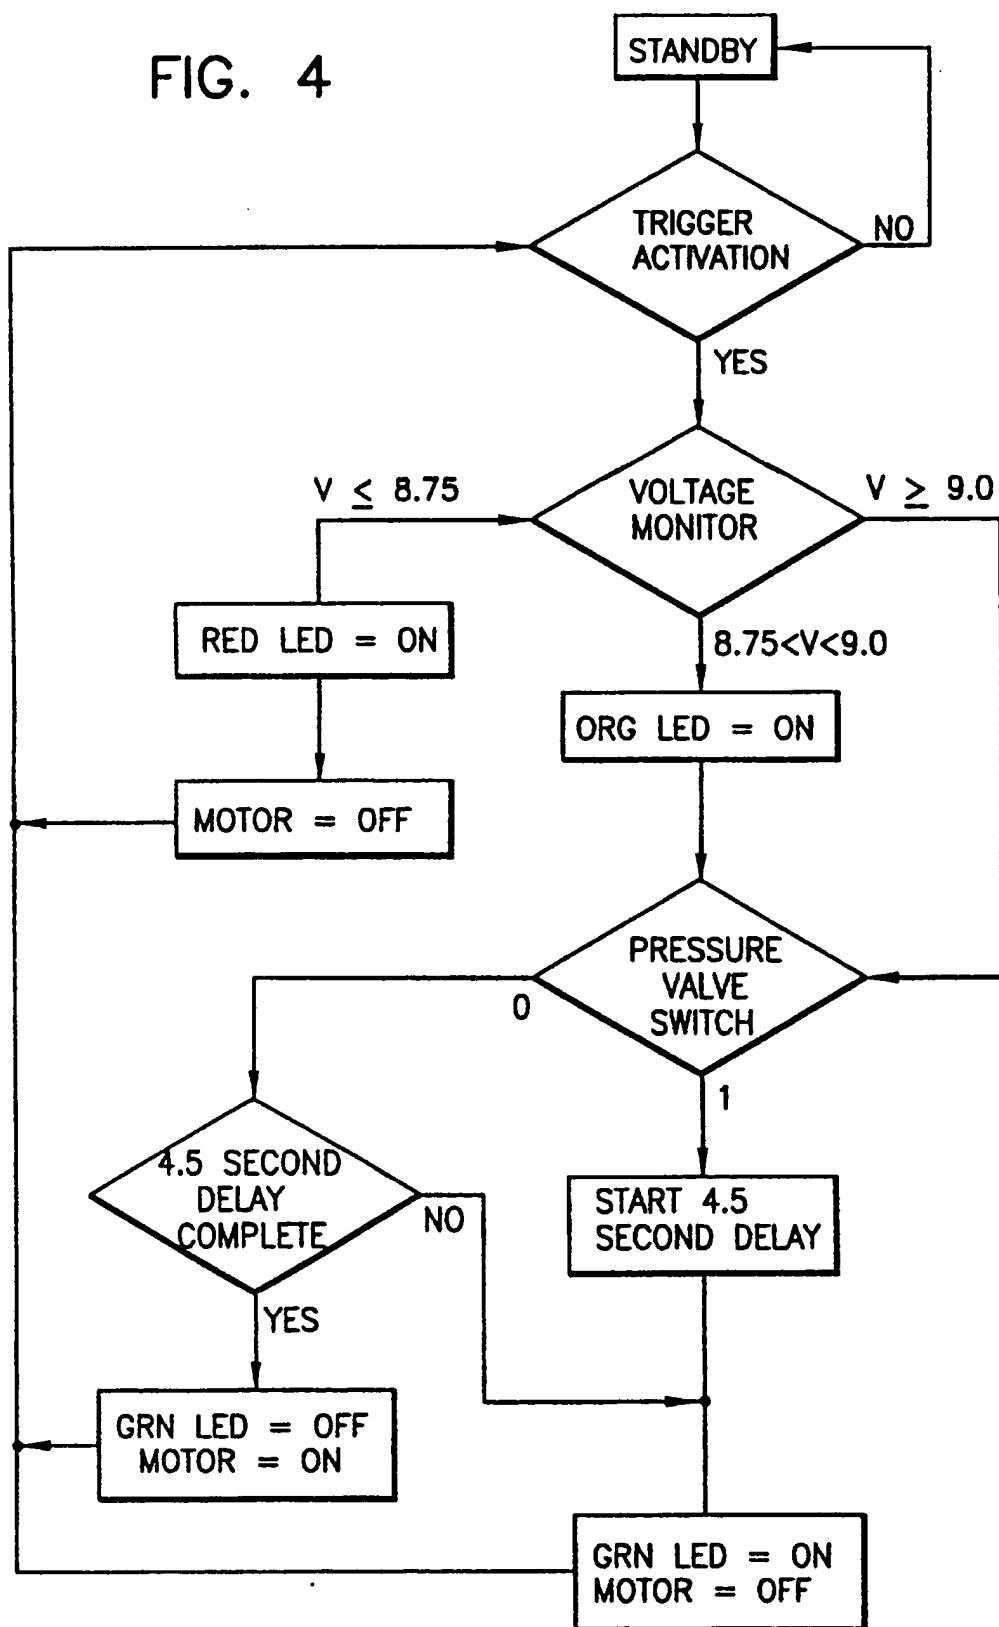 FIG. 4
STANDBY
TRIGGER
ACTIVATION
NO
YES
V ≤ 8.75
VOLTAGE
MONITOR
V ≥ 9.0
RED LED = ON
8.75<V<9.0
ORG LED = ON
MOTOR = OFF
PRESSURE
VALVE
SWITCH
0
1
4.5 SECOND
DELAY
COMPLETE
NO
START 4.5
SECOND DELAY
YES
GRN LED = OFF
MOTOR = ON
GRN LED = ON
MOTOR = OFF